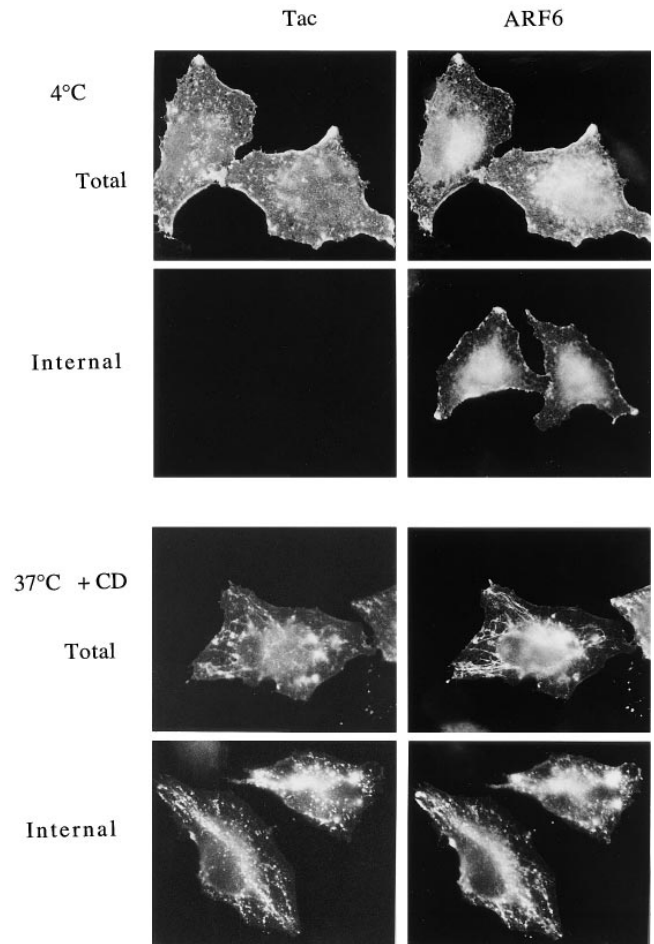 Tac ARF6
4°C
Total
Internal
37°C + CD
Total
Internal